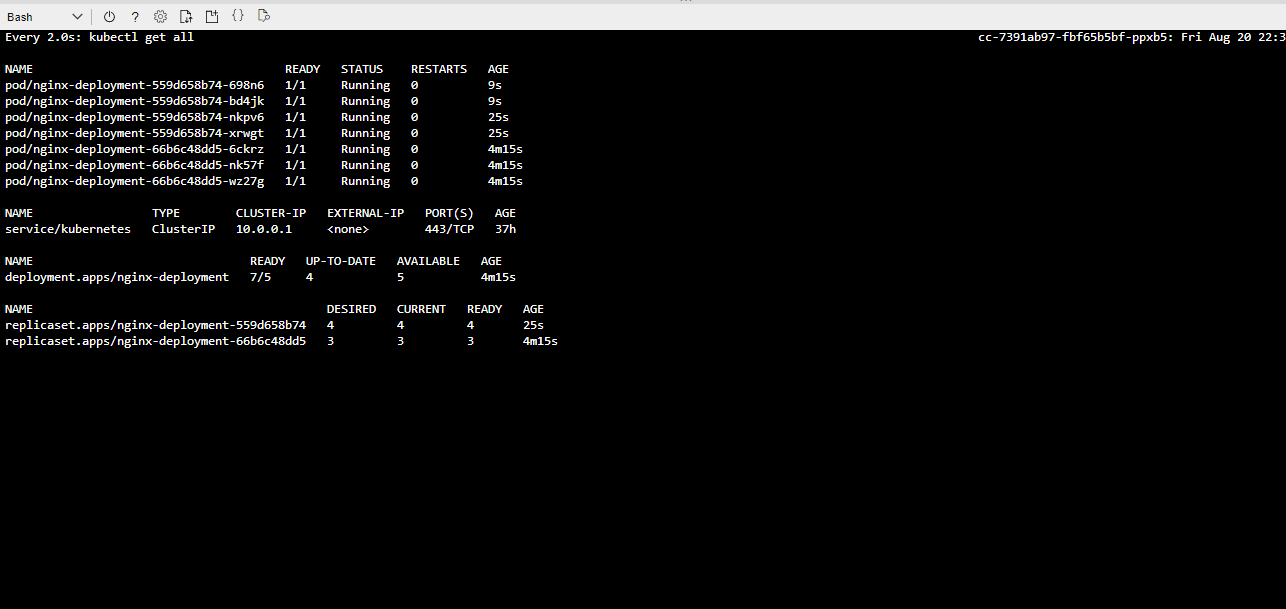 Bash
Every 2.0s: kubectl get all cc-7391ab97-fbf65b5bf-ppxb5: Fri Aug 20 22:3
NAME READY STATUS RESTARTS AGE
pod/nginx-deployment-559d658b74-698n6 1/1 Running 0 9s
pod/nginx-deployment-559d658b74-bd4jk 1/1 Running 0 9s
pod/nginx-deployment-559d658b74-nkpv6 1/1 Running 0 25s
pod/nginx-deployment-559d658b74-xrwgt 1/1 Running 0 25s
pod/nginx-deployment-66b6c48dd5-6ckrz 1/1 Running 0 4m15s
pod/nginx-deployment-66b6c48dd5-nk57f 1/1 Running 0 4m15s
pod/nginx-deployment-66b6c48dd5-wz27g 1/1 Running 0 4m15s
NAME TYPE CLUSTER-IP EXTERNAL-IP PORT(S) AGE
service/kubernetes ClusterIP 10.0.0.1 <none> 443/TCP 37h
NAME READY UP-TO-DATE AVAILABLE AGE
deployment.apps/nginx-deployment 7/5 4 5 4m15s
NAME DESIRED CURRENT READY AGE
replicaset.apps/nginx-deployment-559d658b74 4 4 4 25s
replicaset.apps/nginx-deployment-66b6c48dd5 3 3 3 4m15s